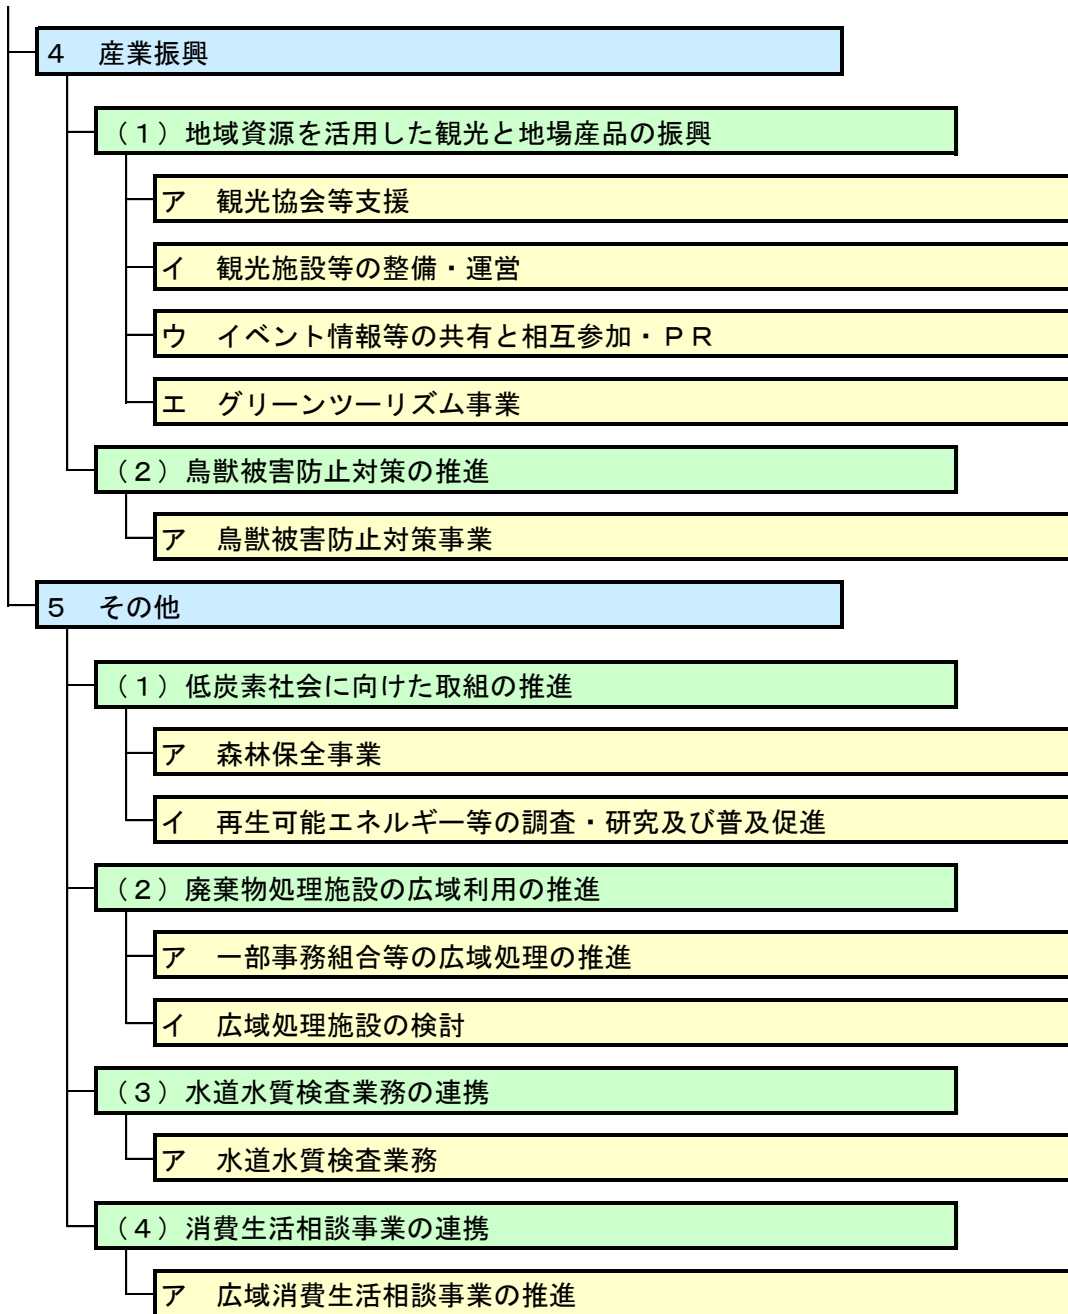 ４　産業振興
（１）地域資源を活用した観光と地場産品の振興
ア　観光協会等支援
イ　観光施設等の整備・運営
ウ　イベント情報等の共有と相互参加・ＰＲ
エ　グリーンツーリズム事業
（２）鳥獣被害防止対策の推進
ア　鳥獣被害防止対策事業
５　その他
（１）低炭素社会に向けた取組の推進
ア　森林保全事業
イ　再生可能エネルギー等の調査・研究及び普及促進
（２）廃棄物処理施設の広域利用の推進
ア　一部事務組合等の広域処理の推進
イ　広域処理施設の検討
（３）水道水質検査業務の連携
ア　水道水質検査業務
（４）消費生活相談事業の連携
ア　広域消費生活相談事業の推進